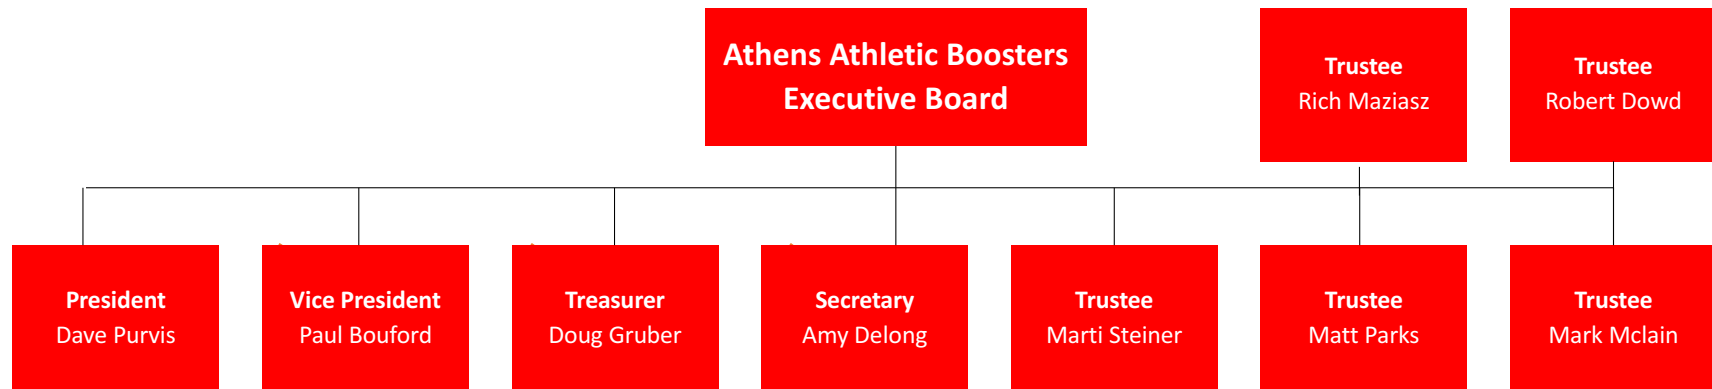 Athens Athletic Boosters
Executive Board
Trustee
Rich Maziasz
Trustee
Robert Dowd
President
Dave Purvis
Vice President
Paul Bouford
Treasurer
Doug Gruber
Secretary
Amy Delong
Trustee
Marti Steiner
Trustee
Matt Parks
Trustee
Mark Mclain